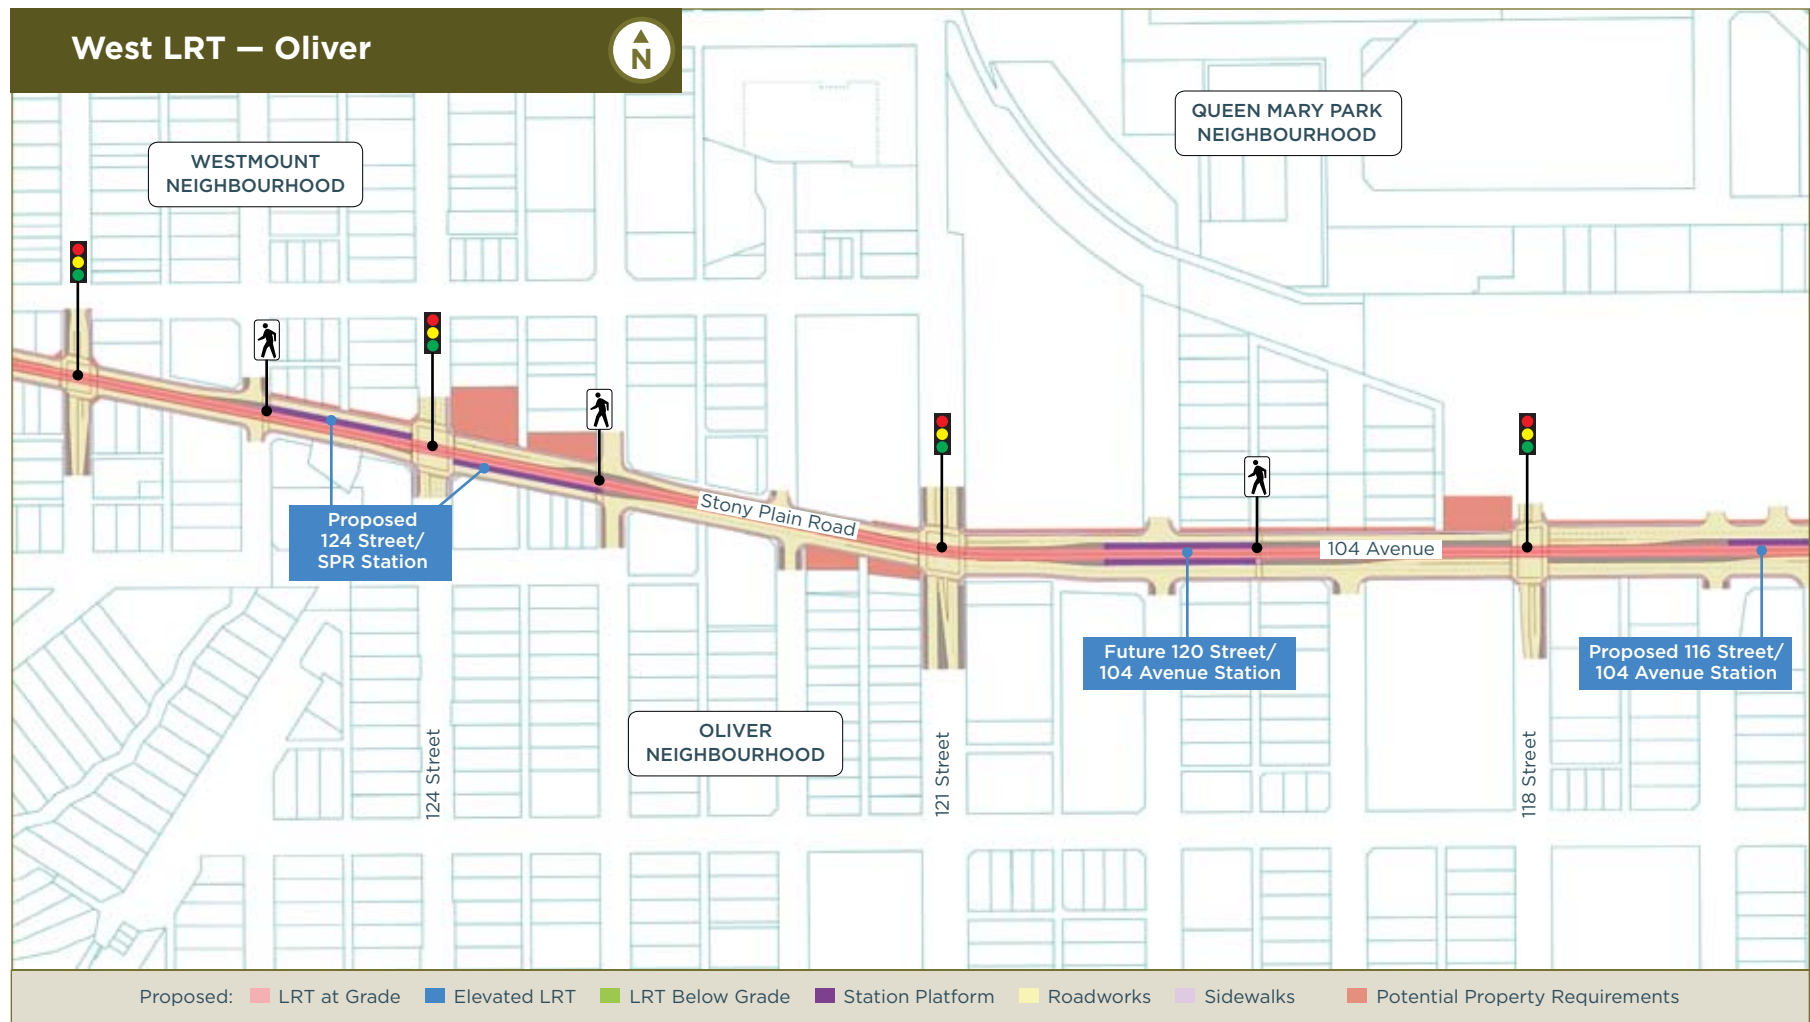 West LRT — Oliver
N
QUEEN MARY PARK
NEIGHBOURHOOD
WESTMOUNT
NEIGHBOURHOOD
Stony Plain Road
Proposed
124 Street/
SPR Station
104 Avenue
Future 120 Street/
104 Avenue Station
Proposed 116 Street/
104 Avenue Station
OLIVER
NEIGHBOURHOOD
124 Street
121 Street
118 Street
Proposed: LRT at Grade Elevated LRT LRT Below Grade Station Platform Roadworks Sidewalks Potential Property Requirements